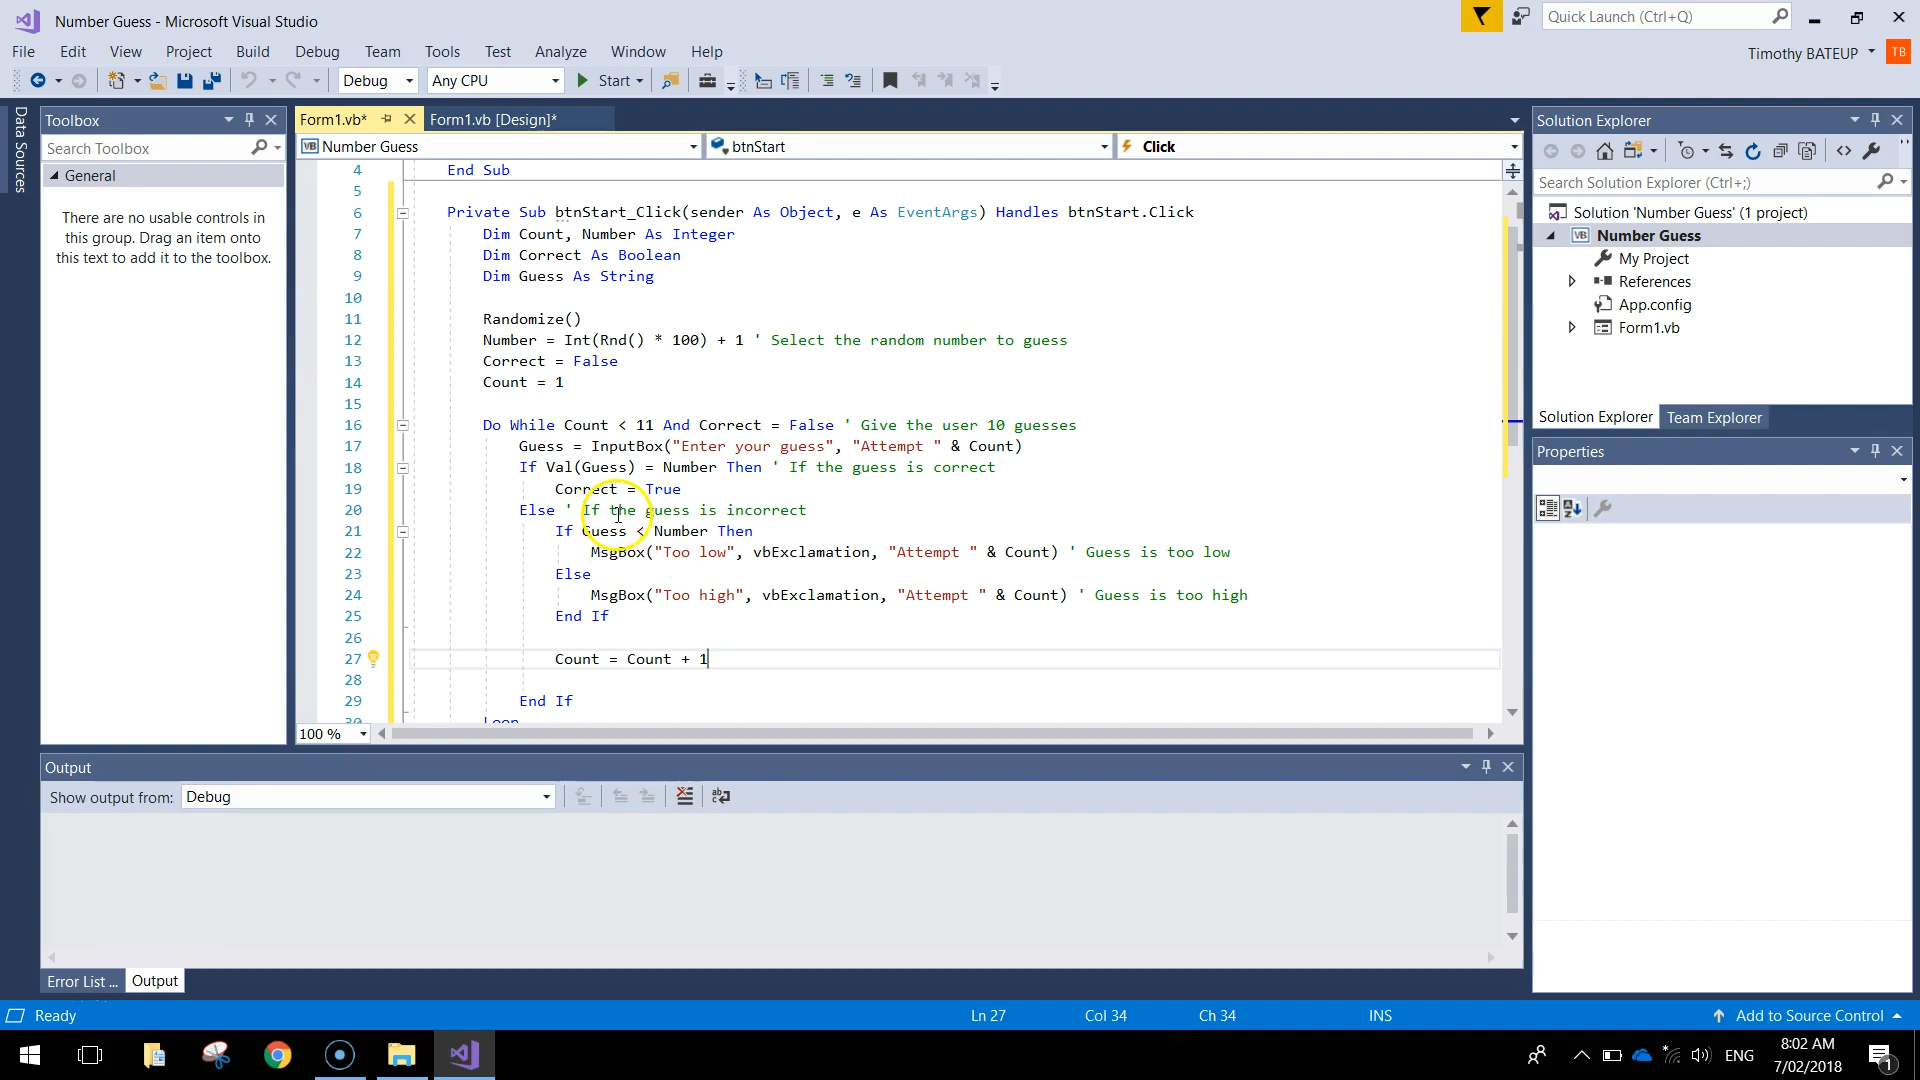 Number Guess - Microsoft Visual Studio
Quick Launch (Ctrl+Q)
File Edit View Project Build Debug Team Tools Test Analyze Window Help
Timothy BATEUP TB
Debug Any CPU Start
Data Sources
Toolbox
Search Toolbox
General
There are no usable controls in
this group. Drag an item onto
this text to add it to the toolbox.
Form1.vb* Form1.vb [Design]*
VB Number Guess btnStart Click
4 End Sub
5
6 Private Sub btnStart_Click(sender As Object, e As EventArgs) Handles btnStart.Click
7 Dim Count, Number As Integer
8 Dim Correct As Boolean
9 Dim Guess As String
10
11 Randomize()
12 Number = Int(Rnd() * 100) + 1 ' Select the random number to guess
13 Correct = False
14 Count = 1
15
16 Do While Count < 11 And Correct = False ' Give the user 10 guesses
17 Guess = InputBox("Enter your guess", "Attempt " & Count)
18 If Val(Guess) = Number Then ' If the guess is correct
19 Correct = True
20 Else ' If the guess is incorrect
21 If Guess < Number Then
22 MsgBox("Too low", vbExclamation, "Attempt " & Count) ' Guess is too low
23 Else
24 MsgBox("Too high", vbExclamation, "Attempt " & Count) ' Guess is too high
25 End If
26
27 Count = Count + 1
28
29 End If
30 Loop
100 %
Solution Explorer
Search Solution Explorer (Ctrl+;)
Solution 'Number Guess' (1 project)
VB Number Guess
My Project
References
App.config
Form1.vb
Solution Explorer Team Explorer
Properties
Output
Show output from: Debug
Error List ... Output
Ready Ln 27 Col 34 Ch 34 INS Add to Source Control
ENG
8:02 AM
7/02/2018
1